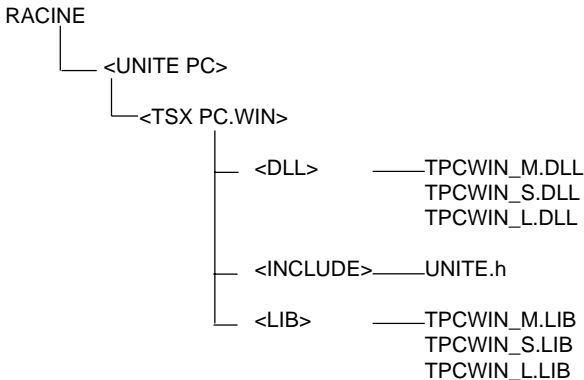 RACINE
<UNITE PC>
<TSX PC.WIN>
<DLL> TPCWIN_M.DLL
TPCWIN_S.DLL
TPCWIN_L.DLL
<INCLUDE> UNITE.h
<LIB> TPCWIN_M.LIB
TPCWIN_S.LIB
TPCWIN_L.LIB